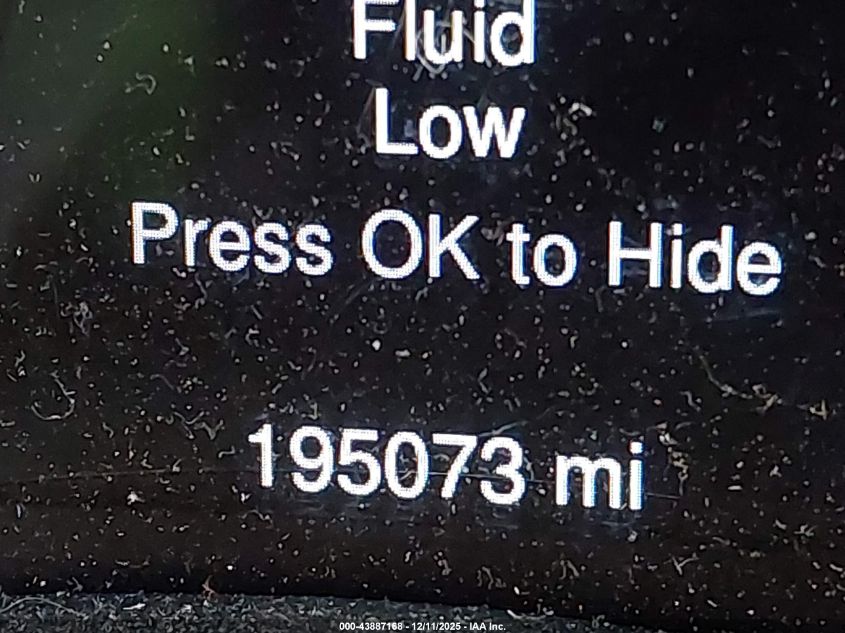 Fluid
Low
Press OK to Hide
195073 mi
000-43887168 - 12/11/2025 - IAA Inc.